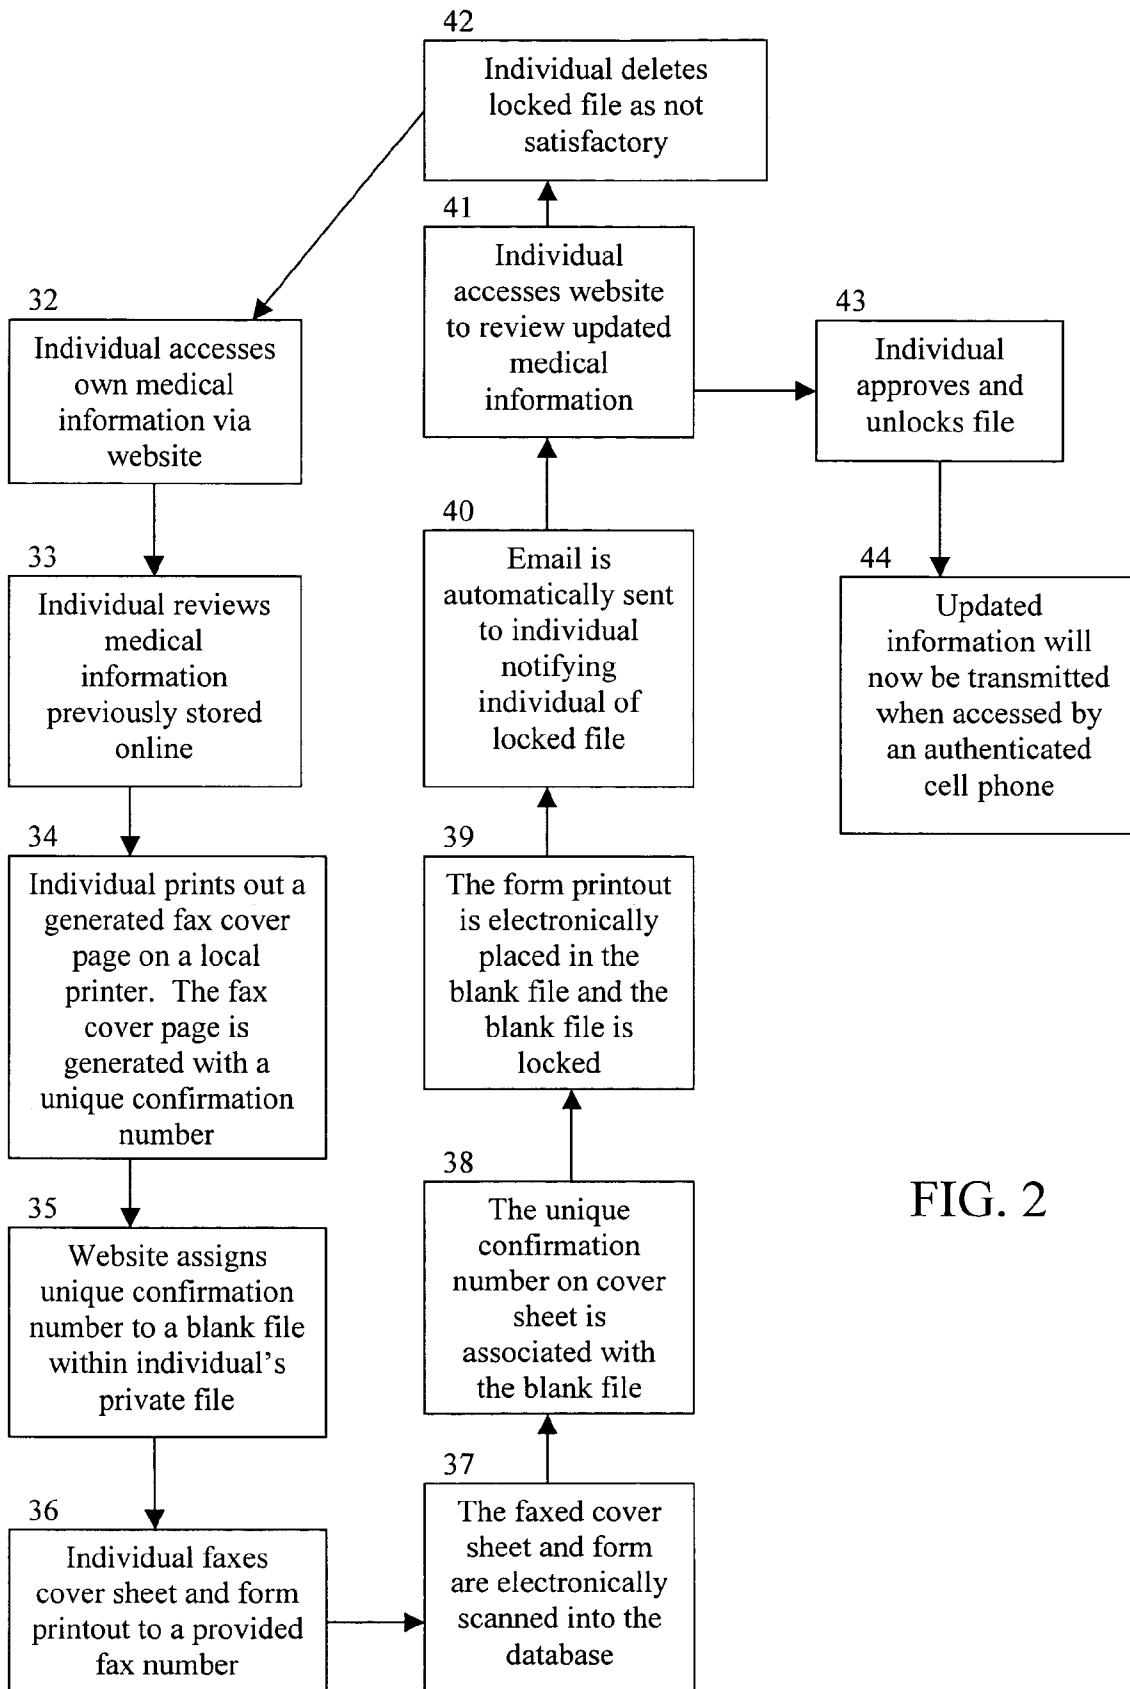 42
Individual deletes
locked file as not
satisfactory
41
Individual
accesses website
to review updated
medical
information
32
Individual accesses
own medical
information via
website
43
Individual
approves and
unlocks file
33
Individual reviews
medical
information
previously stored
online
40
Email is
automatically sent
to individual
notifying
individual of
locked file
44
Updated
information will
now be transmitted
when accessed by
an authenticated
cell phone
34
Individual prints out a
generated fax cover
page on a local
printer. The fax
cover page is
generated with a
unique confirmation
number
39
The form printout
is electronically
placed in the
blank file and the
blank file is
locked
35
Website assigns
unique confirmation
number to a blank file
within individual's
private file
38
The unique
confirmation
number on cover
sheet is
associated with
the blank file
FIG. 2
36
Individual faxes
cover sheet and form
printout to a provided
fax number
37
The faxed cover
sheet and form
are electronically
scanned into the
database